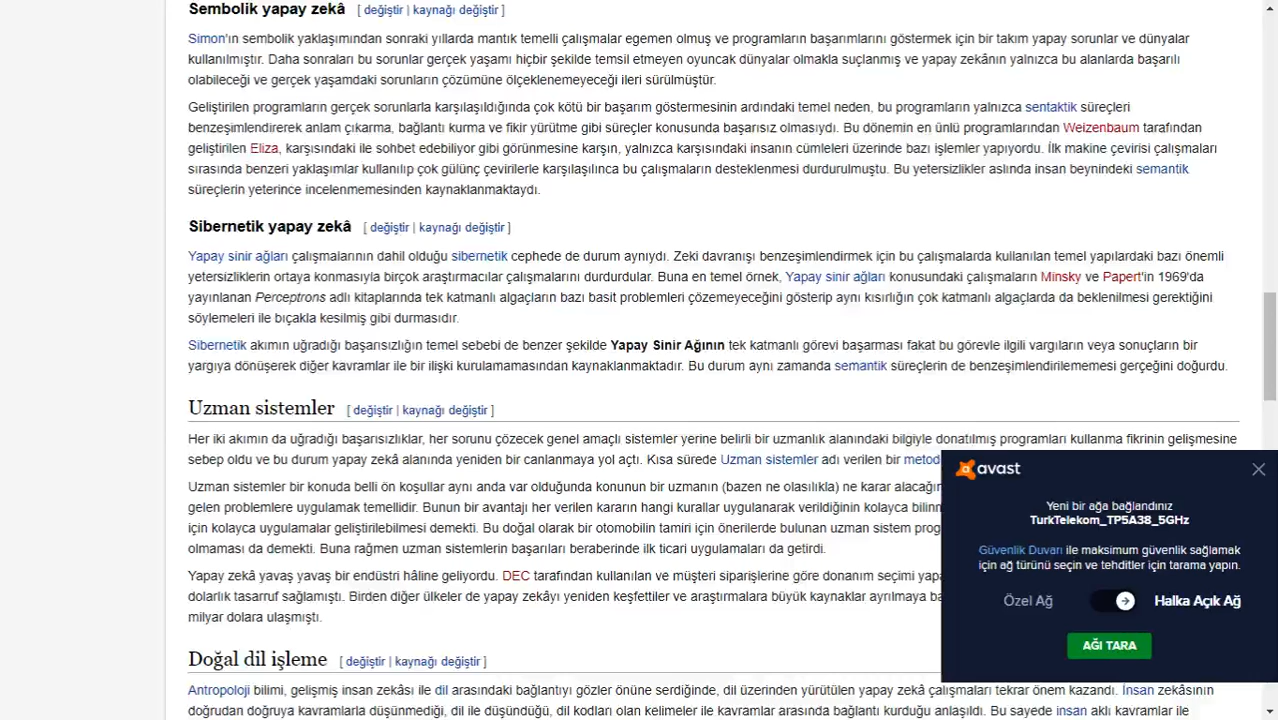 Sembolik yapay zekâ [ değiştir | kaynağı değiştir ]
Simon'ın sembolik yaklaşımından sonraki yıllarda mantık temelli çalışmalar egemen olmuş ve programların başarımlarını göstermek için bir takım yapay sorunlar ve dünyalar
kullanılmıştır. Daha sonraları bu sorunlar gerçek yaşamı hiçbir şekilde temsil etmeyen oyuncak dünyalar olmakla suçlanmış ve yapay zekânın yalnızca bu alanlarda başarılı
olabileceği ve gerçek yaşamdaki sorunların çözümüne ölçeklenemeyeceği ileri sürülmüştür.
Geliştirilen programların gerçek sorunlarla karşılaşıldığında çok kötü bir başarım göstermesinin ardındaki temel neden, bu programların yalnızca sentaktik süreçleri
benzeşimlendirerek anlam çıkarma, bağlantı kurma ve fikir yürütme gibi süreçler konusunda başarısız olmasıydı. Bu dönemin en ünlü programlarından Weizenbaum tarafından
geliştirilen Eliza, karşısındaki ile sohbet edebiliyor gibi görünmesine karşın, yalnızca karşısındaki insanın cümleleri üzerinde bazı işlemler yapıyordu. İlk makine çevirisi çalışmaları
sırasında benzeri yaklaşımlar kullanılıp çok gülünç çevirilerle karşılaşılınca bu çalışmaların desteklenmesi durdurulmuştu. Bu yetersizlikler aslında insan beynindeki semantik
süreçlerin yeterince incelenmemesinden kaynaklanmaktaydı.
Sibernetik yapay zekâ [ değiştir | kaynağı değiştir ]
Yapay sinir ağları çalışmalarının dahil olduğu sibernetik cephede de durum aynıydı. Zeki davranışı benzeşimlendirmek için bu çalışmalarda kullanılan temel yapılardaki bazı önemli
yetersizliklerin ortaya konmasıyla birçok araştırmacılar çalışmalarını durdurdular. Buna en temel örnek, Yapay sinir ağları konusundaki çalışmaların Minsky ve Papert'in 1969'da
yayınlanan Perceptrons adlı kitaplarında tek katmanlı algaçların bazı basit problemleri çözemeyeceğini gösterip aynı kısırlığın çok katmanlı algaçlarda da beklenilmesi gerektiğini
söylemeleri ile bıçakla kesilmiş gibi durmasıdır.
Sibernetik akımın uğradığı başarısızlığın temel sebebi de benzer şekilde Yapay Sinir Ağının tek katmanlı görevi başarması fakat bu görevle ilgili vargıların veya sonuçların bir
yargıya dönüşerek diğer kavramlar ile bir ilişki kurulamamasından kaynaklanmaktadır. Bu durum aynı zamanda semantik süreçlerin de benzeşimlendirilememesi gerçeğini doğurdu.
Uzman sistemler [ değiştir | kaynağı değiştir ]
Her iki akımın da uğradığı başarısızlıklar, her sorunu çözecek genel amaçlı sistemler yerine belirli bir uzmanlık alanındaki bilgiyle donatılmış programları kullanma fikrinin gelişmesine
sebep oldu ve bu durum yapay zekâ alanında yeniden bir canlanmaya yol açtı. Kısa sürede Uzman sistemler adı verilen bir metodo
Uzman sistemler bir konuda belli ön koşullar aynı anda var olduğunda konunun bir uzmanın (bazen ne olasılıkla) ne karar alacağın
gelen problemlere uygulamak temellidir. Bunun bir avantajı her verilen kararın hangi kurallar uygulanarak verildiğinin kolayca bilinm
için kolayca uygulamalar geliştirilebilmesi gerekti. Bu doğal olarak bir otomobilin tamiri için önerilerde bulunan uzman sistem prog
olmaması da demekti. Buna rağmen uzman sistemlerin başarıları beraberinde ilk ticari uygulamaları da getirdi.
Yapay zekâ yavaş yavaş bir endüstri hâline geliyordu. DEC tarafından kullanılan ve müşteri siparişlerine göre donanım seçimi yapa
dolarlık tasarruf sağlamıştı. Birden diğer ülkeler de yapay zekâyı yeniden keşfettiler ve araştırmalara büyük kaynaklar ayrılmaya ba
milyar dolara ulaşmıştı.
Doğal dil işleme [ değiştir | kaynağı değiştir ]
Antropoloji bilimi, gelişmiş insan zekâsı ile dil arasındaki bağlantıyı gözler önüne serdiğinde, dil üzerinden yürütülen yapay zekâ çalışmaları tekrar önem kazandı. İnsan zekâsının
doğrudan doğruya kavramlarla düşünmediği, dil ile düşündüğü, dil kodları olan kelimeler ile kavramlar arasında bağlantı kurduğu anlaşıldı. Bu sayede insan aklı kavramlar ile
avast
Yeni bir ağa bağlandınız
TurkTelekom_TP5A38_5GHz
Güvenlik Duvarı ile maksimum güvenlik sağlamak
için ağ türünü seçin ve tehditler için tarama yapın.
Özel Ağ Halka Açık Ağ
AĞI TARA